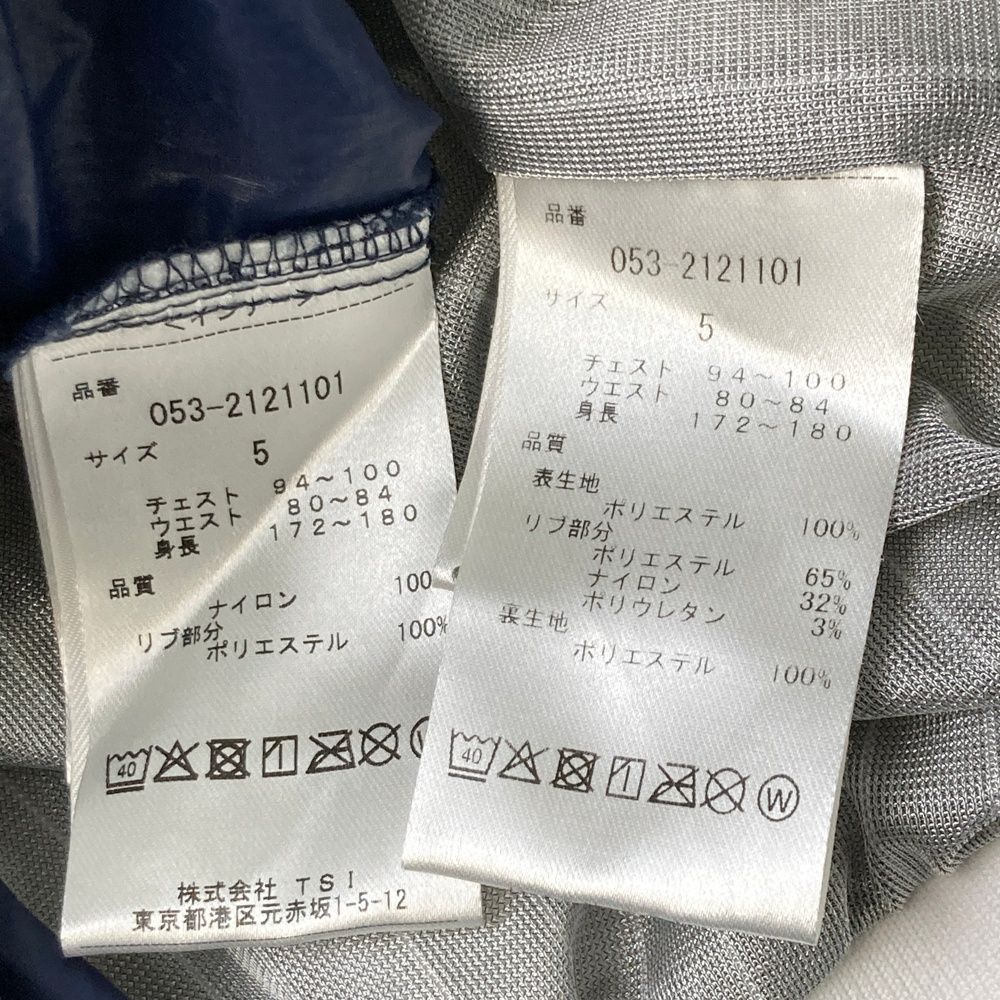 <インナー>
品番
053-2121101
サイズ 5
チェスト 94～100
ウエスト 80～84
身長 172～180
品質
ナイロン 100
リブ部分
ポリエステル 100%
40
W
株式会社 TSI
東京都港区元赤坂1-5-12
品番
053-2121101
サイズ
5
チェスト 94～100
ウエスト 80～84
身長 172～180
品質
表生地
ポリエステル 100%
リブ部分
ポリエステル 65%
ナイロン 32%
ポリウレタン 3%
裏生地
ポリエステル 100%
40
W